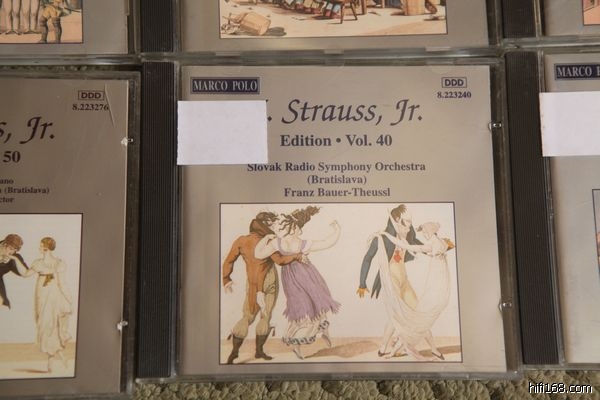 DDD
8.223276
s, Jr.
50
ano
(Bratislava)
ctor
MARCO POLO
DDD
8.223240
. Strauss, Jr.
Edition • Vol. 40
Slovak Radio Symphony Orchestra
(Bratislava)
Franz Bauer-Theussl
MARCO P
hifi168.com